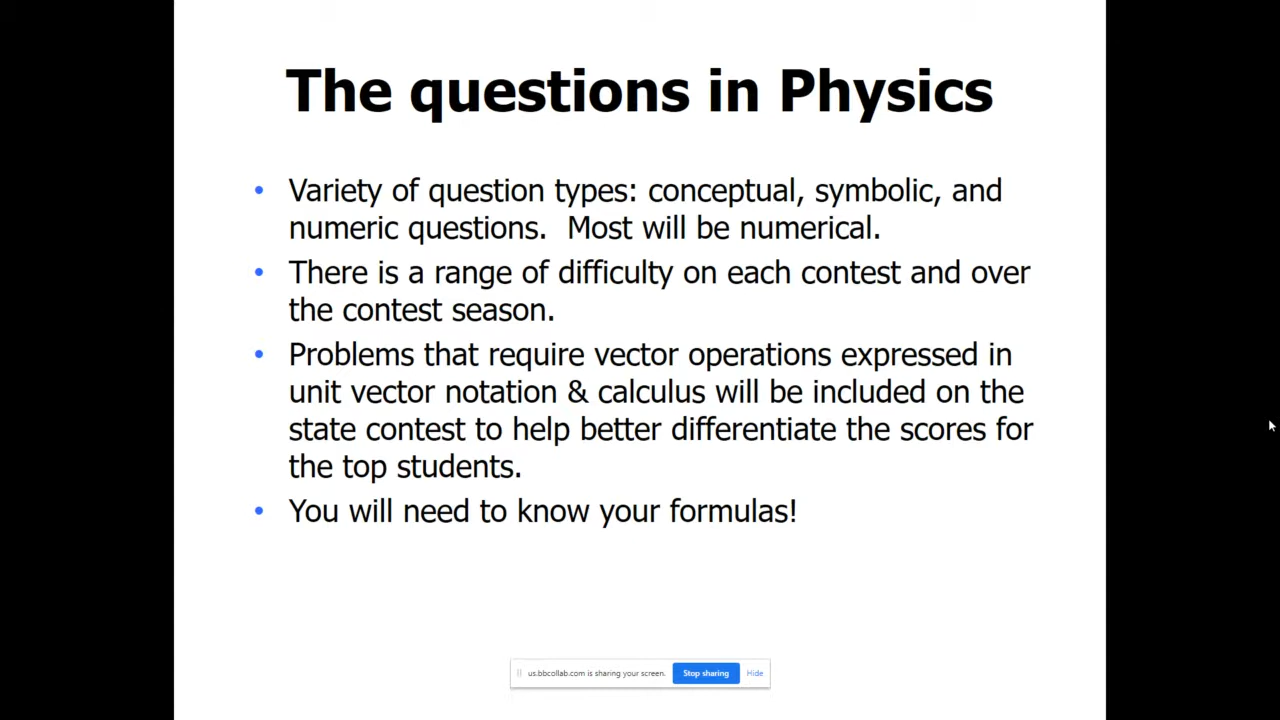 The questions in Physics
• Variety of question types: conceptual, symbolic, and
numeric questions.  Most will be numerical.
• There is a range of difficulty on each contest and over
the contest season.
• Problems that require vector operations expressed in
unit vector notation & calculus will be included on the
state contest to help better differentiate the scores for
the top students.
• You will need to know your formulas!
us.bbcollab.com is sharing your screen. Stop sharing Hide